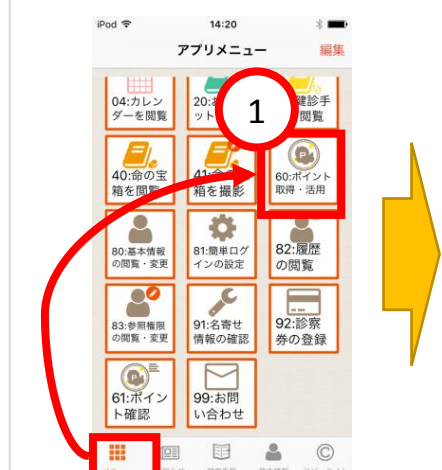 iPod 14:20
アプリメニュー 編集
04:カレン
ダーを閲覧
20:お
ット
健診手
閲覧
1
40:命の宝
箱を閲覧
41:命の
箱を撮影
60:ポイント
取得・活用
80:基本情報
の閲覧・変更
81:簡単ログ
インの設定
82:履歴
の閲覧
83:参照権限
の閲覧・変更
91:名寄せ
情報の確認
92:診察
券の登録
61:ポイン
ト確認
99:お問
い合わせ